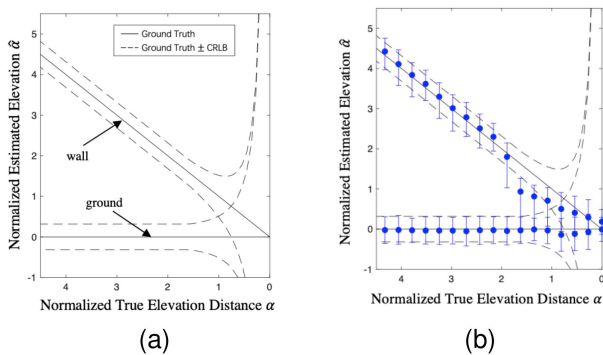 Ground Truth
Ground Truth ± CRLB
wall
ground
5
4
3
2
1
0
-1
4
3
2
1
0
Normalized Estimated Elevation α̂
Normalized True Elevation Distance α
(a)
5
4
3
2
1
0
-1
4
3
2
1
0
Normalized Estimated Elevation α̂
Normalized True Elevation Distance α
(b)